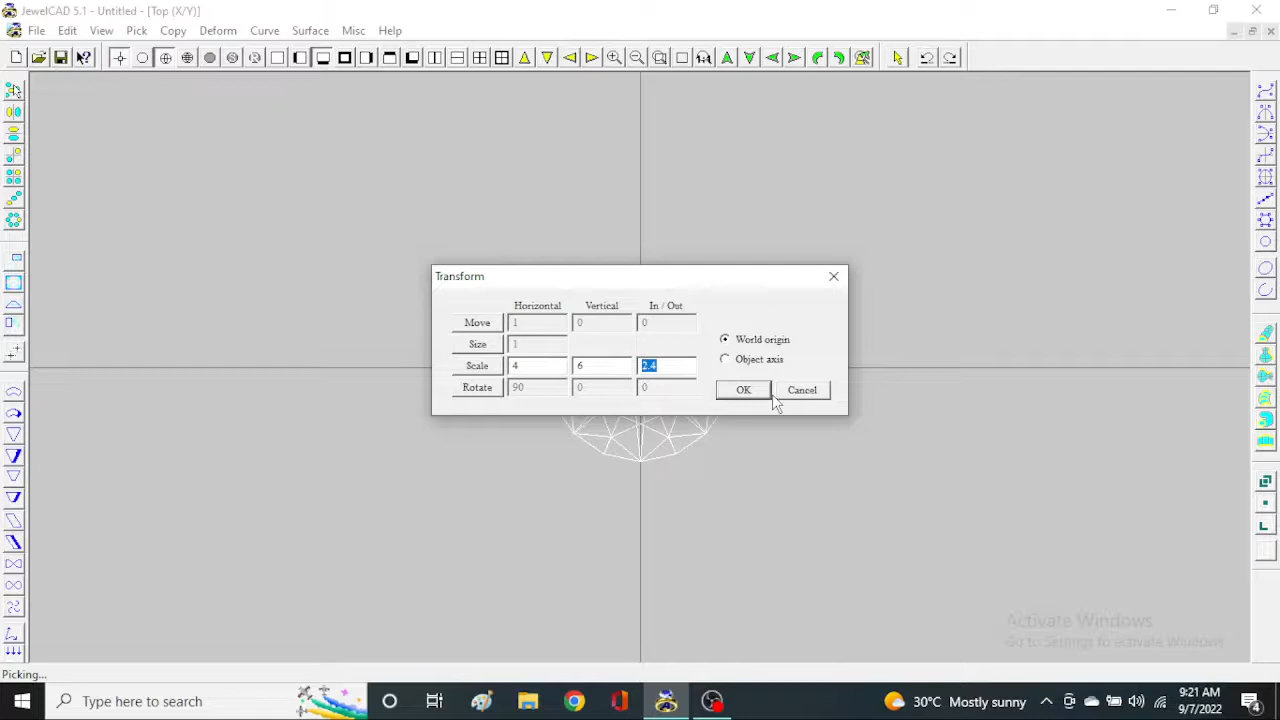 JewelCAD 5.1 - Untitled - [Top (X/Y)]
File Edit View Pick Copy Deform Curve Surface Misc Help
Transform
Horizontal Vertical In / Out
Move 1 0 0
Size 1
World origin
Scale 4 6 2.4
Object axis
Rotate 90 0 0
OK Cancel
Activate Windows
Go to Settings to activate Windows.
Picking...
Type here to search
30°C Mostly sunny
9:21 AM
9/7/2022
4